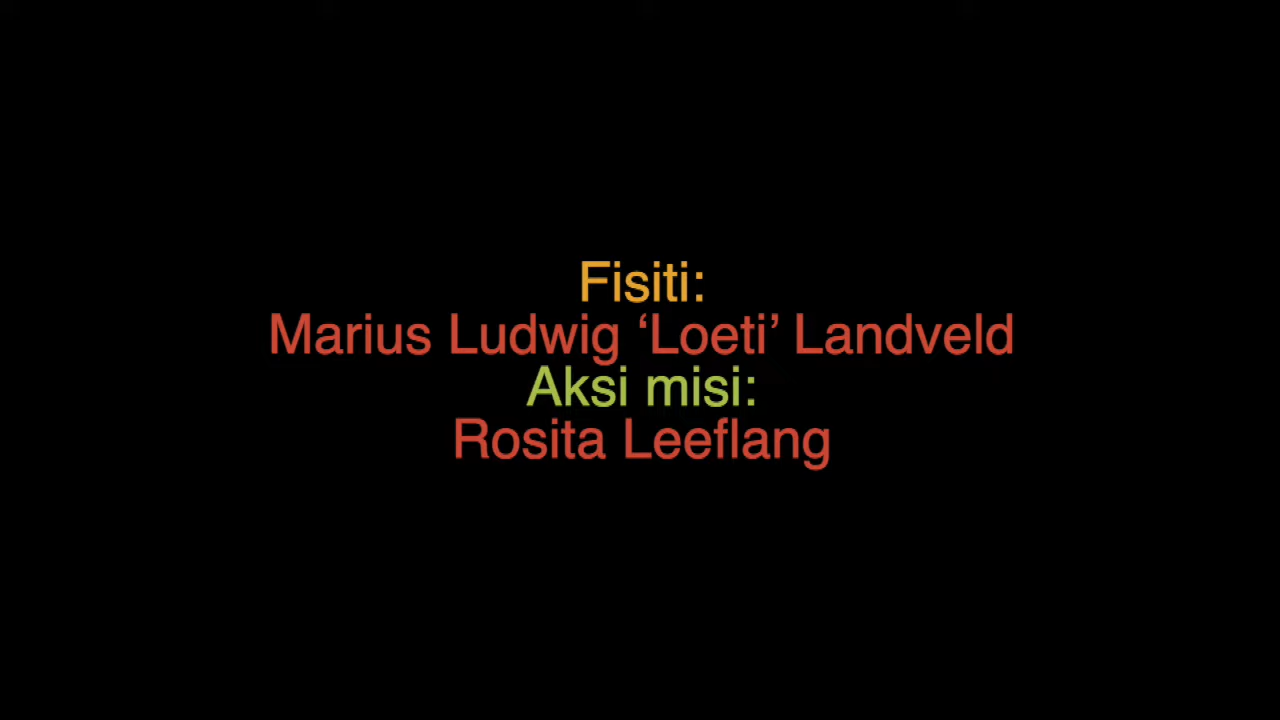 Fisiti:
Marius Ludwig ‘Loeti’ Landveld
Aksi misi:
Rosita Leeflang